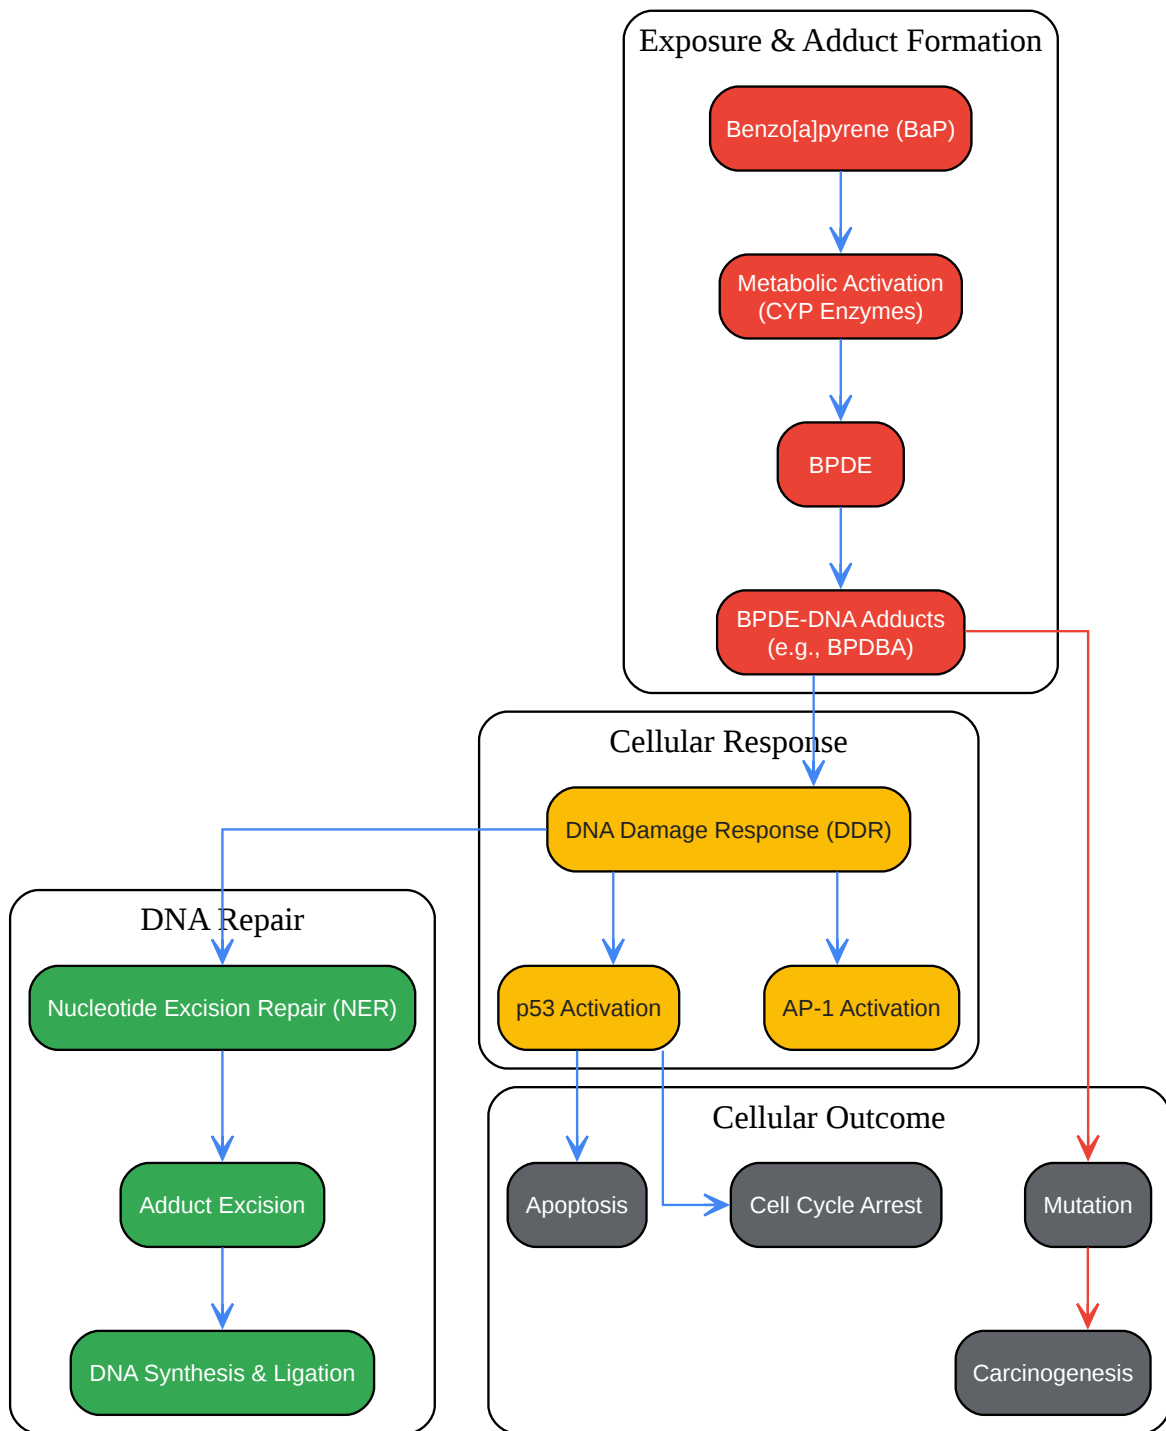 Exposure & Adduct Formation
Benzo[a]pyrene (BaP)
Metabolic Activation
(CYP Enzymes)
BPDE
BPDE-DNA Adducts
(e.g., BPDBA)
Cellular Response
DNA Damage Response (DDR)
p53 Activation
AP-1 Activation
DNA Repair
Nucleotide Excision Repair (NER)
Adduct Excision
DNA Synthesis & Ligation
Cellular Outcome
Apoptosis
Cell Cycle Arrest
Mutation
Carcinogenesis